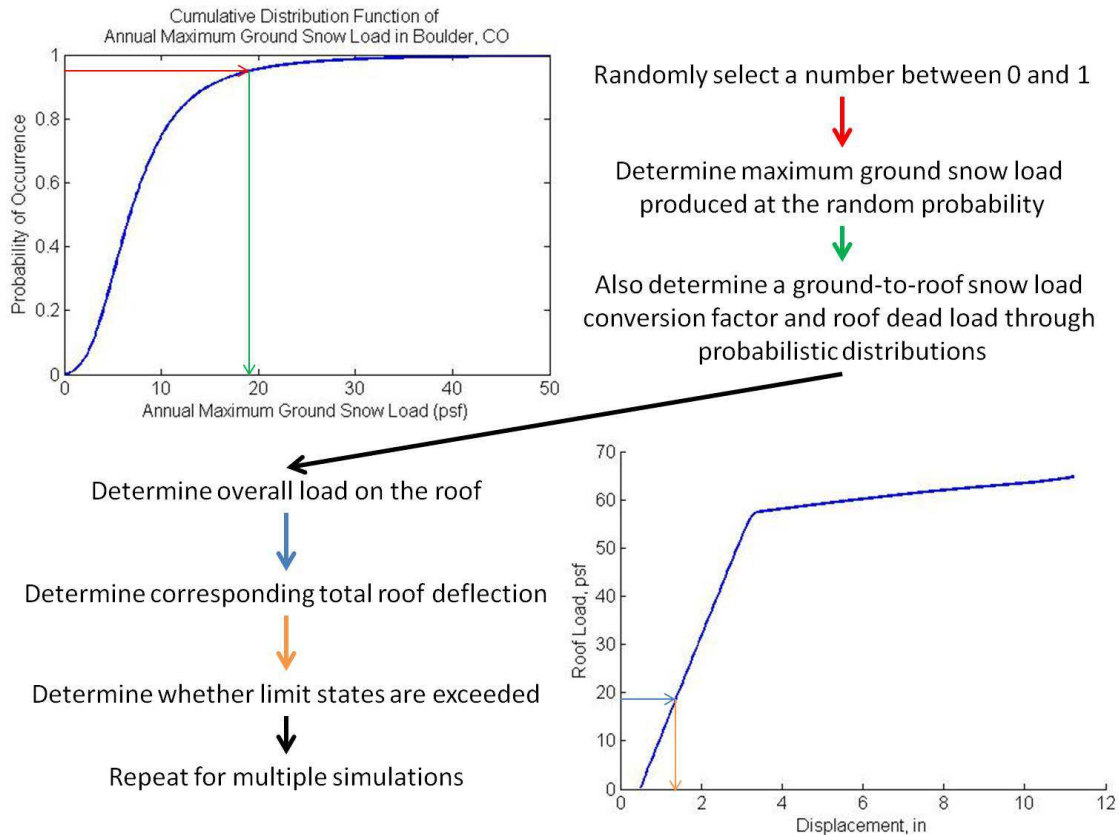 Cumulative Distribution Function of
Annual Maximum Ground Snow Load in Boulder, CO
1
0.8
0.6
0.4
0.2
0
Probability of Occurrence
0 10 20 30 40 50
Annual Maximum Ground Snow Load (psf)
Randomly select a number between 0 and 1
Determine maximum ground snow load
produced at the random probability
Also determine a ground-to-roof snow load
conversion factor and roof dead load through
probabilistic distributions
Determine overall load on the roof
Determine corresponding total roof deflection
Determine whether limit states are exceeded
Repeat for multiple simulations
70
60
50
40
30
20
10
0
Roof Load, psf
0 2 4 6 8 10 12
Displacement, in